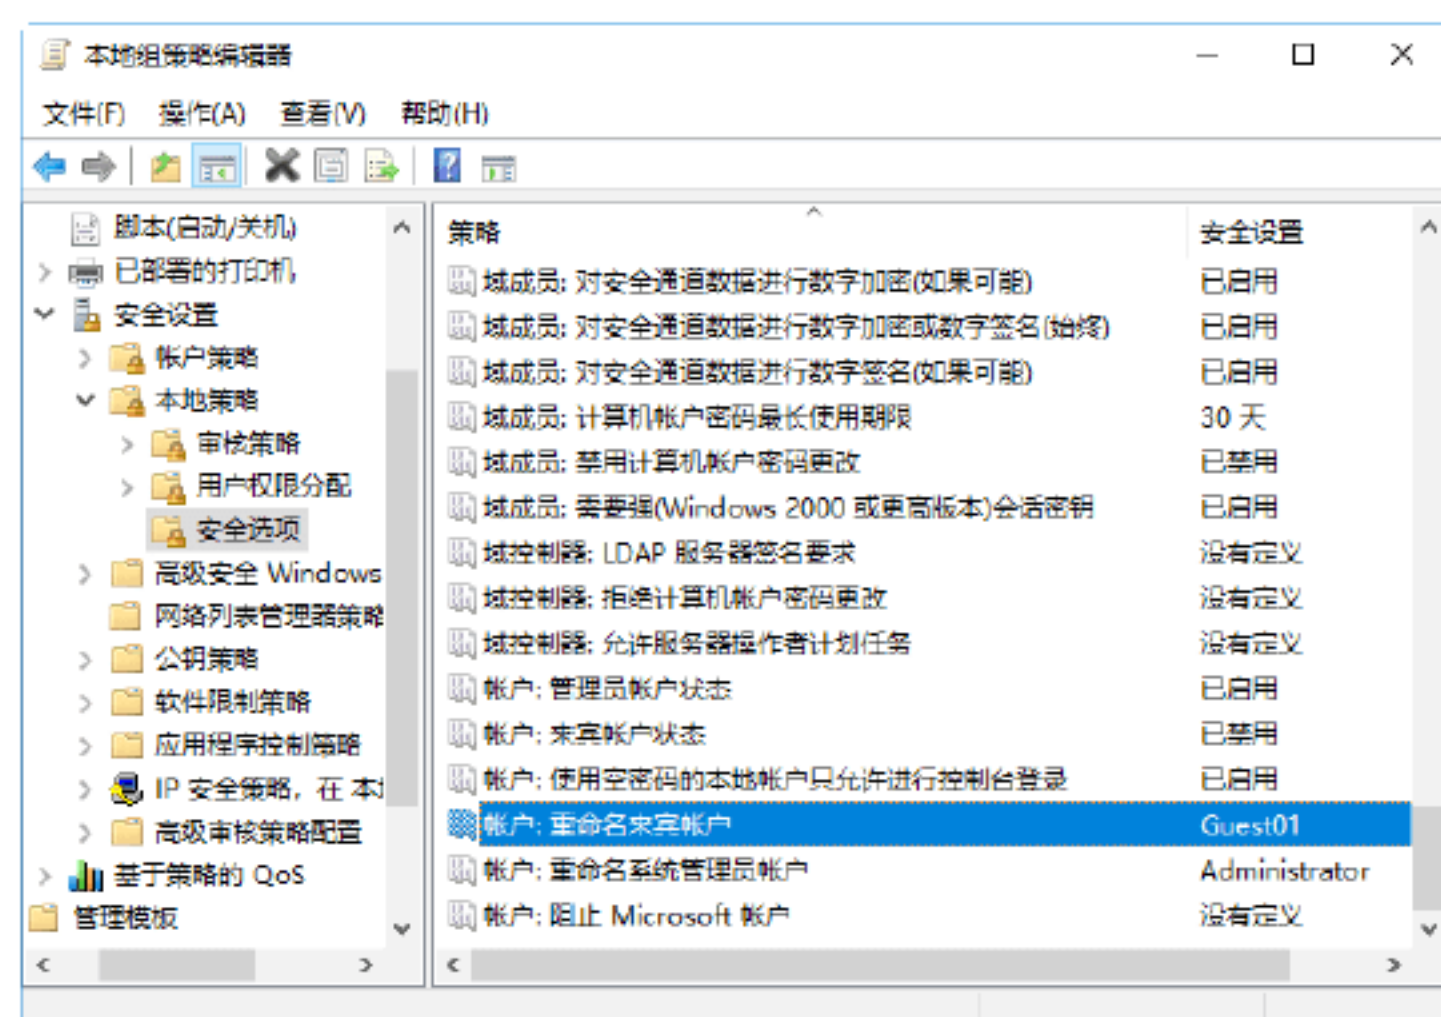 本地组策略编辑器
文件(F) 操作(A) 查看(V) 帮助(H)
脚本(启动/关机)
已部署的打印机
安全设置
帐户策略
本地策略
审核策略
用户权限分配
安全选项
高级安全 Windows
网络列表管理器策略
公钥策略
软件限制策略
应用程序控制策略
IP 安全策略，在 本地
高级审核策略配置
基于策略的 QoS
管理模板
策略 安全设置
域成员: 对安全通道数据进行数字加密(如果可能) 已启用
域成员: 对安全通道数据进行数字加密或数字签名(始终) 已启用
域成员: 对安全通道数据进行数字签名(如果可能) 已启用
域成员: 计算机帐户密码最长使用期限 30 天
域成员: 禁用计算机帐户密码更改 已禁用
域成员: 需要强(Windows 2000 或更高版本)会话密钥 已启用
域控制器: LDAP 服务器签名要求 没有定义
域控制器: 拒绝计算机帐户密码更改 没有定义
域控制器: 允许服务器操作者计划任务 没有定义
帐户: 管理员帐户状态 已启用
帐户: 来宾帐户状态 已禁用
帐户: 使用空密码的本地帐户只允许进行控制台登录 已启用
帐户: 重命名来宾帐户 Guest01
帐户: 重命名系统管理员帐户 Administrator
帐户: 阻止 Microsoft 帐户 没有定义